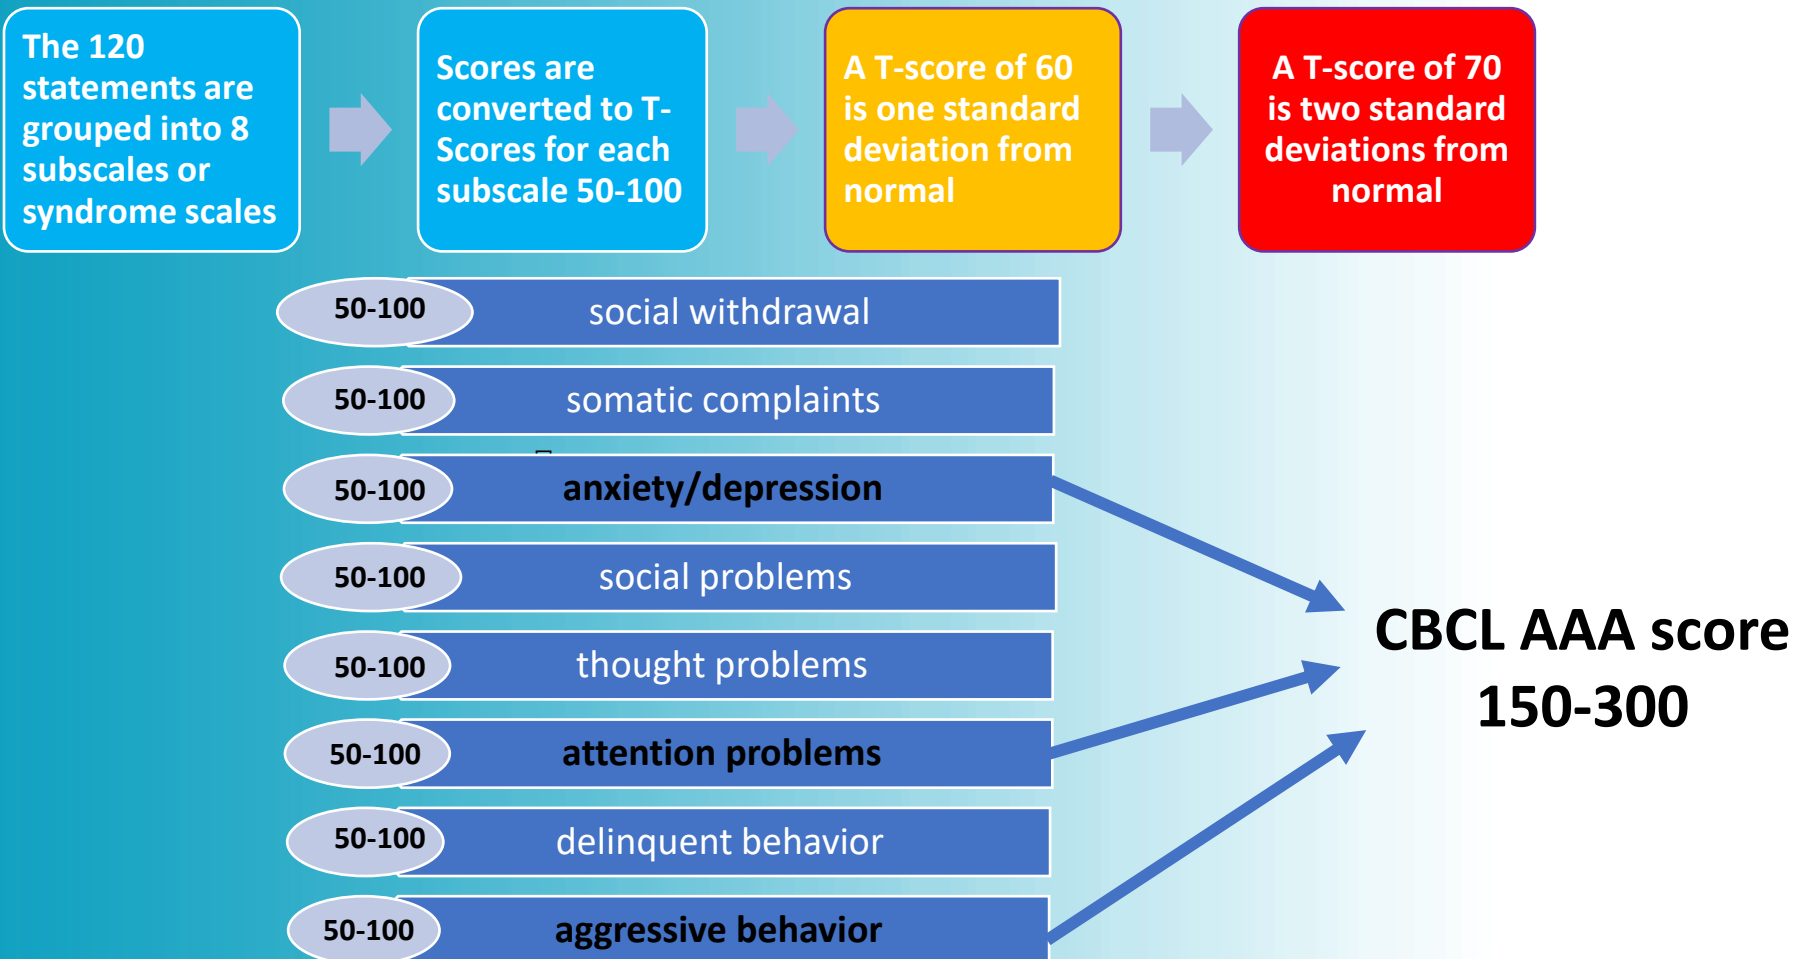 The 120
statements are
grouped into 8
subscales or
syndrome scales
Scores are
converted to T-
Scores for each
subscale 50-100
A T-score of 60
is one standard
deviation from
normal
A T-score of 70
is two standard
deviations from
normal
50-100 social withdrawal
50-100 somatic complaints
50-100 anxiety/depression
50-100 social problems
50-100 thought problems
50-100 attention problems
50-100 delinquent behavior
50-100 aggressive behavior
CBCL AAA score
150-300